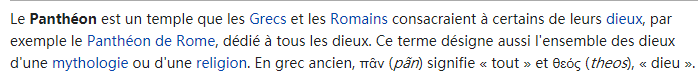 Le Panthéon est un temple que les Grecs et les Romains consacraient à certains de leurs dieux, par
exemple le Panthéon de Rome, dédié à tous les dieux. Ce terme désigne aussi l'ensemble des dieux
d'une mythologie ou d'une religion. En grec ancien, πᾶν (pãn) signifie « tout » et θεός (theos), « dieu ».